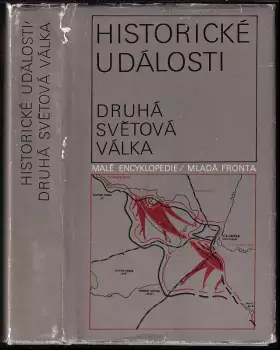 HISTORICKÉ UDÁLOSTI/
DRUHÁ SVĚTOVÁ VÁLKA
HISTORICKÉ
UDÁLOSTI
DRUHÁ
SVĚTOVÁ
VÁLKA
MALÉ ENCYKLOPEDIE/MLADÁ FRONTA